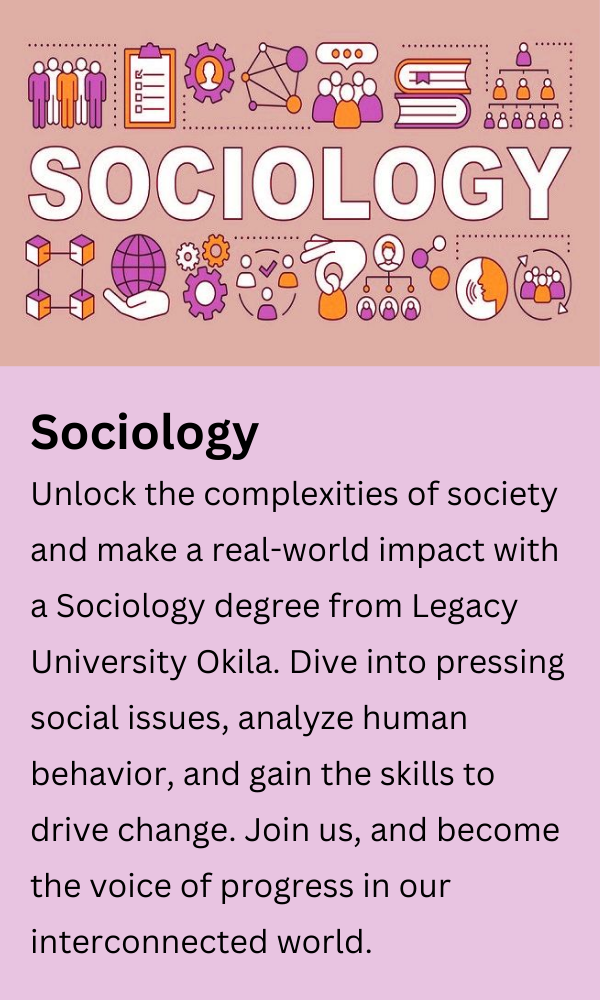 SOCIOLOGY
Sociology
Unlock the complexities of society
and make a real-world impact with
a Sociology degree from Legacy
University Okila. Dive into pressing
social issues, analyze human
behavior, and gain the skills to
drive change. Join us, and become
the voice of progress in our
interconnected world.